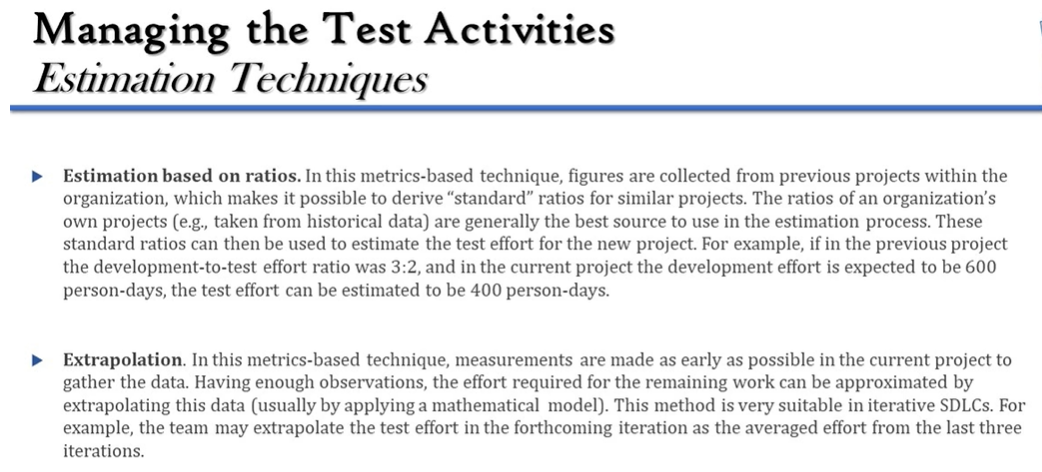 Managing the Test Activities
Estimation Techniques
Estimation based on ratios. In this metrics-based technique, figures are collected from previous projects within the
organization, which makes it possible to derive “standard” ratios for similar projects. The ratios of an organization’s
own projects (e.g., taken from historical data) are generally the best source to use in the estimation process. These
standard ratios can then be used to estimate the test effort for the new project. For example, if in the previous project
the development-to-test effort ratio was 3:2, and in the current project the development effort is expected to be 600
person-days, the test effort can be estimated to be 400 person-days.
Extrapolation. In this metrics-based technique, measurements are made as early as possible in the current project to
gather the data. Having enough observations, the effort required for the remaining work can be approximated by
extrapolating this data (usually by applying a mathematical model). This method is very suitable in iterative SDLCs. For
example, the team may extrapolate the test effort in the forthcoming iteration as the averaged effort from the last three
iterations.